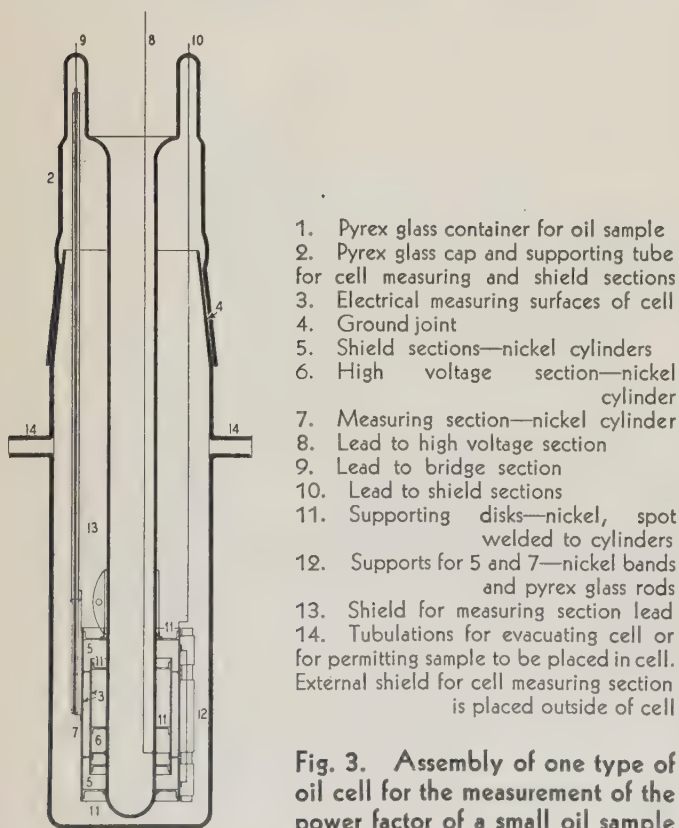 9
8
10
2
4
14
14
13
11
5
11
3
11
12
7
6
5
11
1
1. Pyrex glass container for oil sample
2. Pyrex glass cap and supporting tube
for cell measuring and shield sections
3. Electrical measuring surfaces of cell
4. Ground joint
5. Shield sections—nickel cylinders
6. High voltage section—nickel
cylinder
7. Measuring section—nickel cylinder
8. Lead to high voltage section
9. Lead to bridge section
10. Lead to shield sections
11. Supporting disks—nickel, spot
welded to cylinders
12. Supports for 5 and 7—nickel bands
and pyrex glass rods
13. Shield for measuring section lead
14. Tubulations for evacuating cell or
for permitting sample to be placed in cell.
External shield for cell measuring section
is placed outside of cell
Fig. 3. Assembly of one type of
oil cell for the measurement of the
power factor of a small oil sample